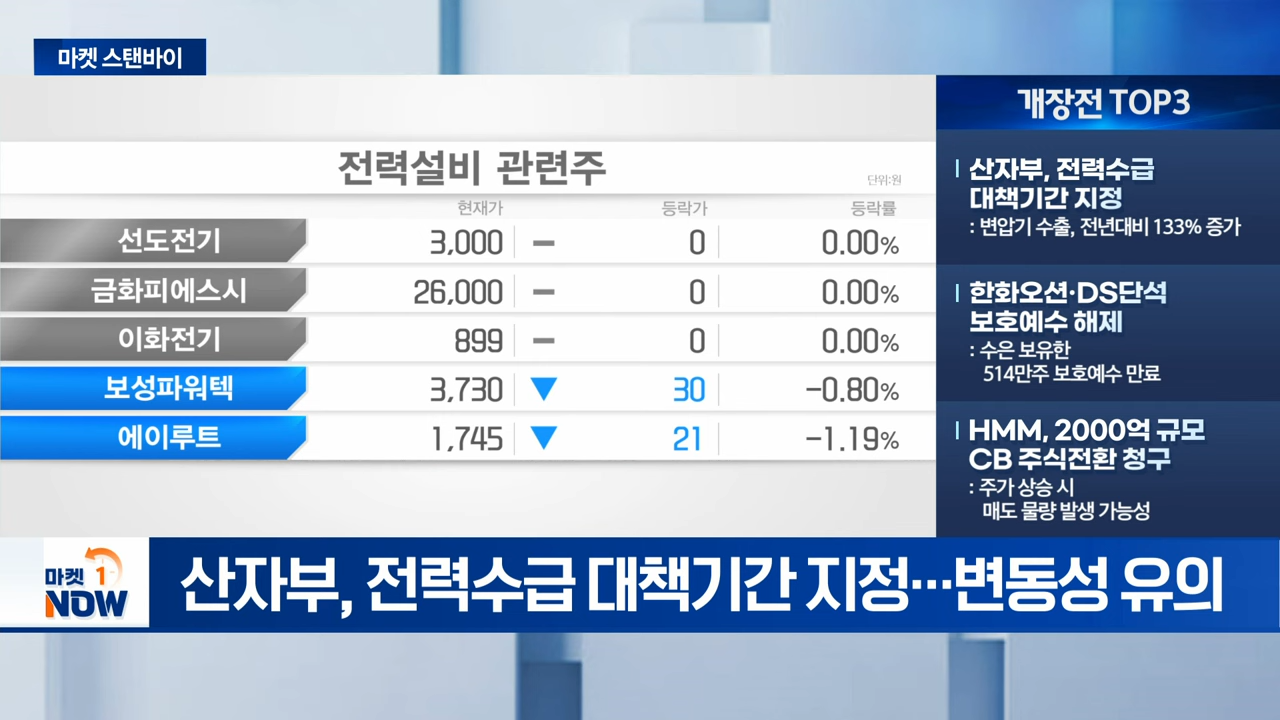 마켓 스탠바이
전력설비 관련주
단위:원
현재가 등락가 등락률
선도전기 3,000 – 0 0.00%
금화피에스시 26,000 – 0 0.00%
이화전기 899 – 0 0.00%
보성파워텍 3,730 ▼ 30 -0.80%
에이루트 1,745 ▼ 21 -1.19%
개장전 TOP3
산자부, 전력수급
대책기간 지정
: 변압기 수출, 전년대비 133% 증가
한화오션·DS단석
보호예수 해제
: 수은 보유한
514만주 보호예수 만료
HMM, 2000억 규모
CB 주식전환 청구
: 주가 상승 시
매도 물량 발생 가능성
마켓 1
NOW
산자부, 전력수급 대책기간 지정…변동성 유의